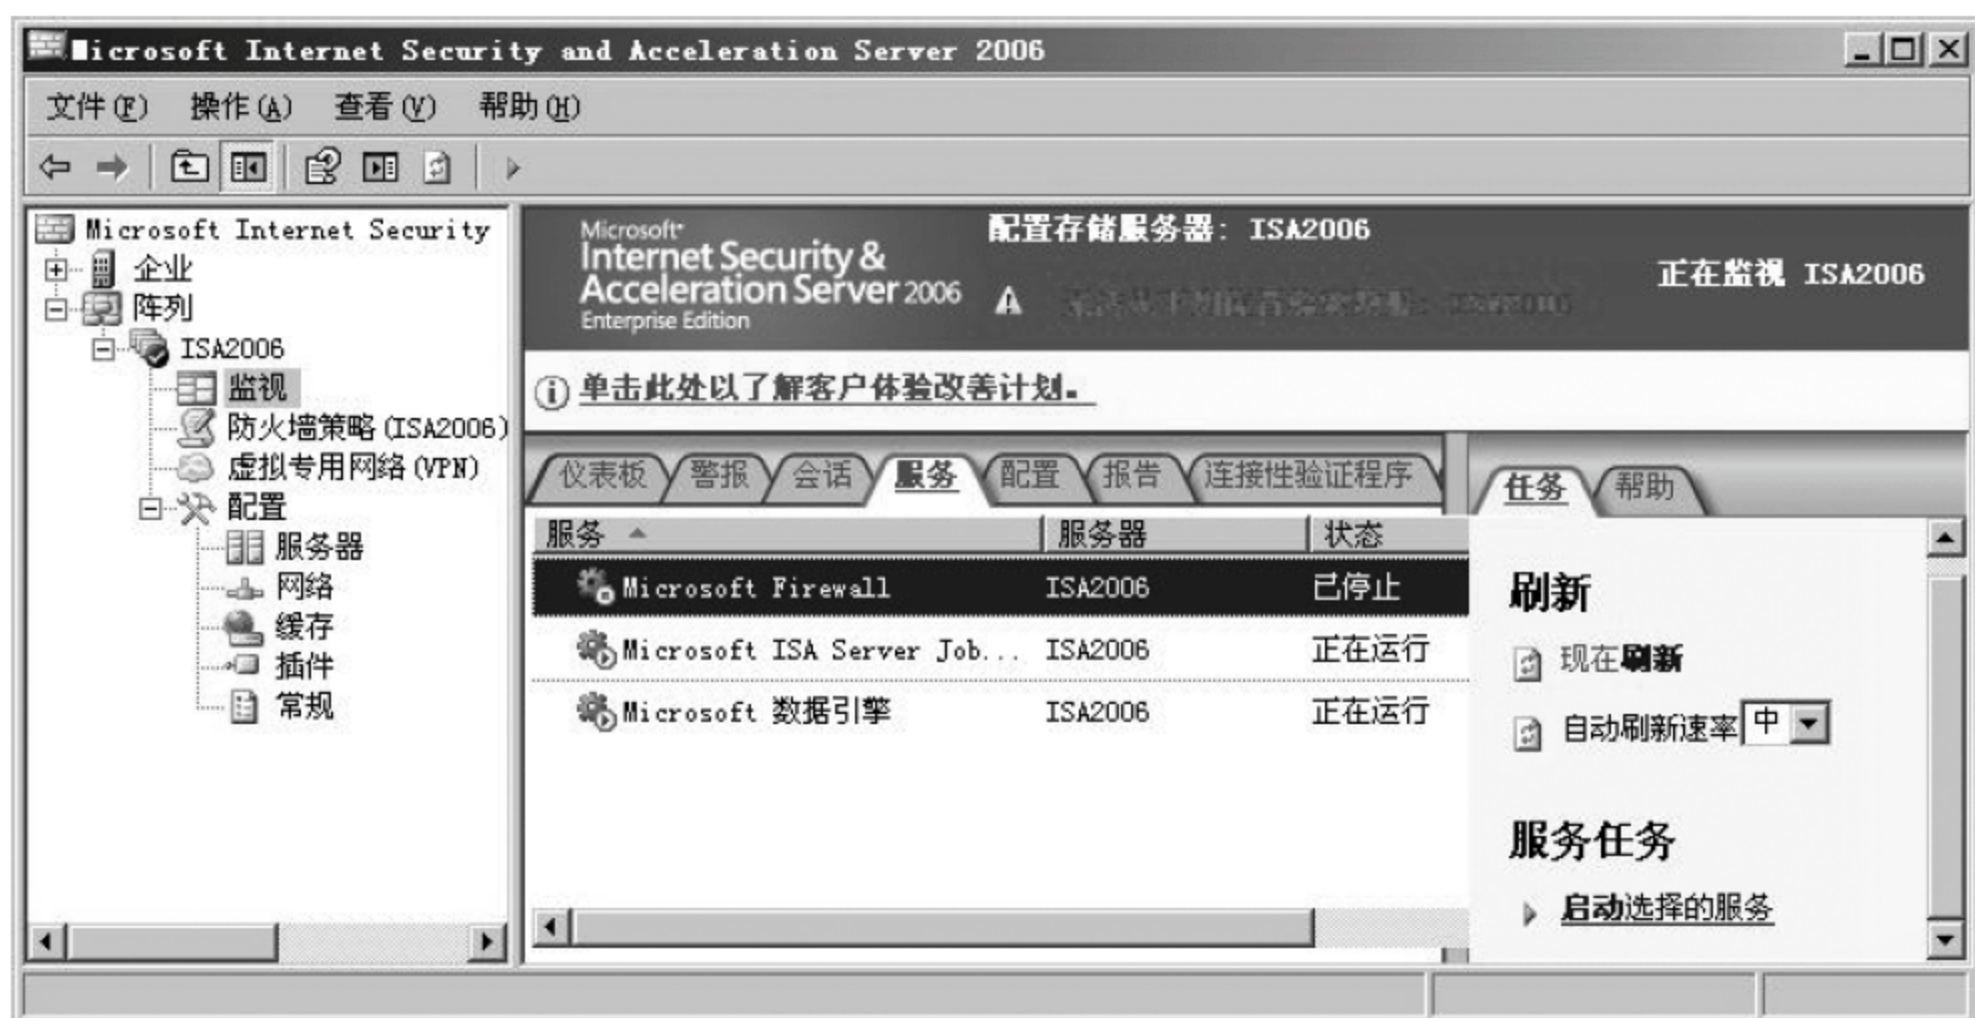 Microsoft Internet Security and Acceleration Server 2006
文件(F) 操作(A) 查看(V) 帮助(H)
Microsoft Internet Security
企业
阵列
ISA2006
监视
防火墙策略(ISA2006)
虚拟专用网络(VPN)
配置
服务器
网络
缓存
插件
常规
Microsoft
Internet Security &
Acceleration Server 2006
Enterprise Edition
配置存储服务器: ISA2006
正在监视 ISA2006
单击此处以了解客户体验改善计划。
仪表板 警报 会话 服务 配置 报告 连接性验证程序
服务 服务器 状态
Microsoft Firewall ISA2006 已停止
Microsoft ISA Server Job... ISA2006 正在运行
Microsoft 数据引擎 ISA2006 正在运行
任务 帮助
刷新
现在刷新
自动刷新速率 中
服务任务
启动选择的服务